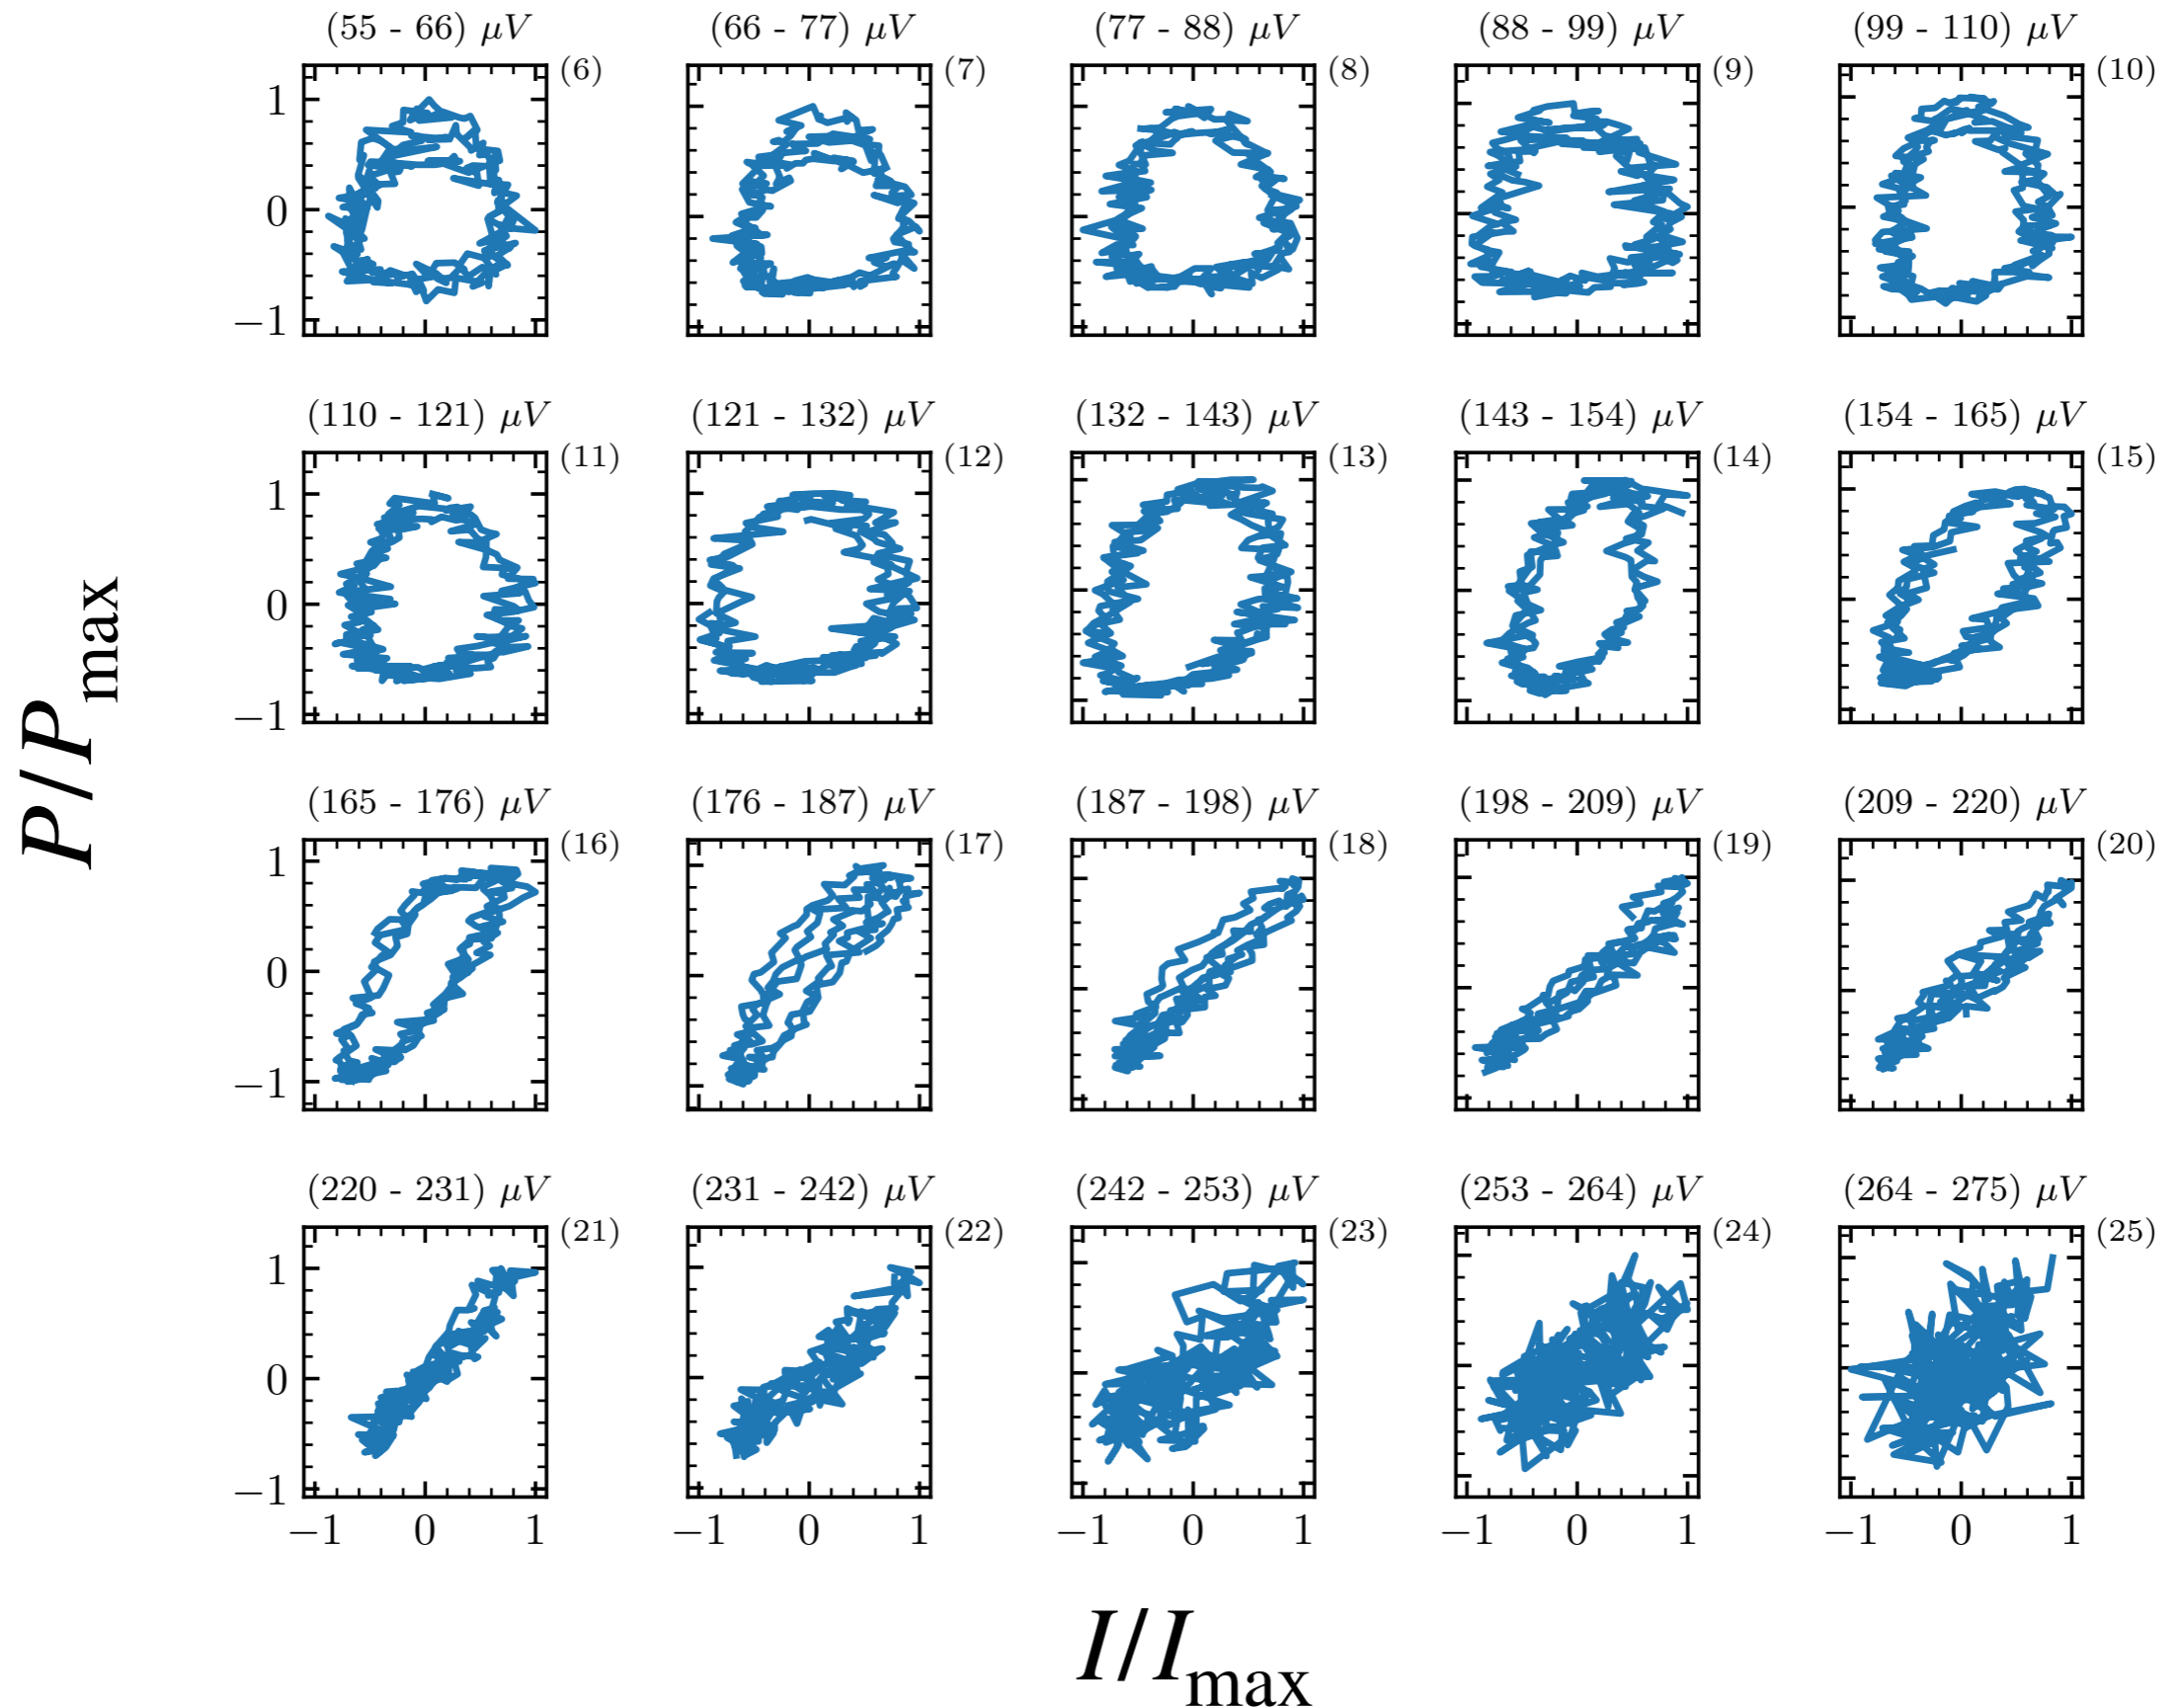 (55 - 66) μV (66 - 77) μV (77 - 88) μV (88 - 99) μV (99 - 110) μV
(6) (7) (8) (9) (10)
1
0
−1
(110 - 121) μV (121 - 132) μV (132 - 143) μV (143 - 154) μV (154 - 165) μV
(11) (12) (13) (14) (15)
1
0
−1
P/P max
(165 - 176) μV (176 - 187) μV (187 - 198) μV (198 - 209) μV (209 - 220) μV
(16) (17) (18) (19) (20)
1
0
−1
(220 - 231) μV (231 - 242) μV (242 - 253) μV (253 - 264) μV (264 - 275) μV
(21) (22) (23) (24) (25)
1
0
−1
−1 0 1 −1 0 1 −1 0 1 −1 0 1 −1 0 1
I/Imax